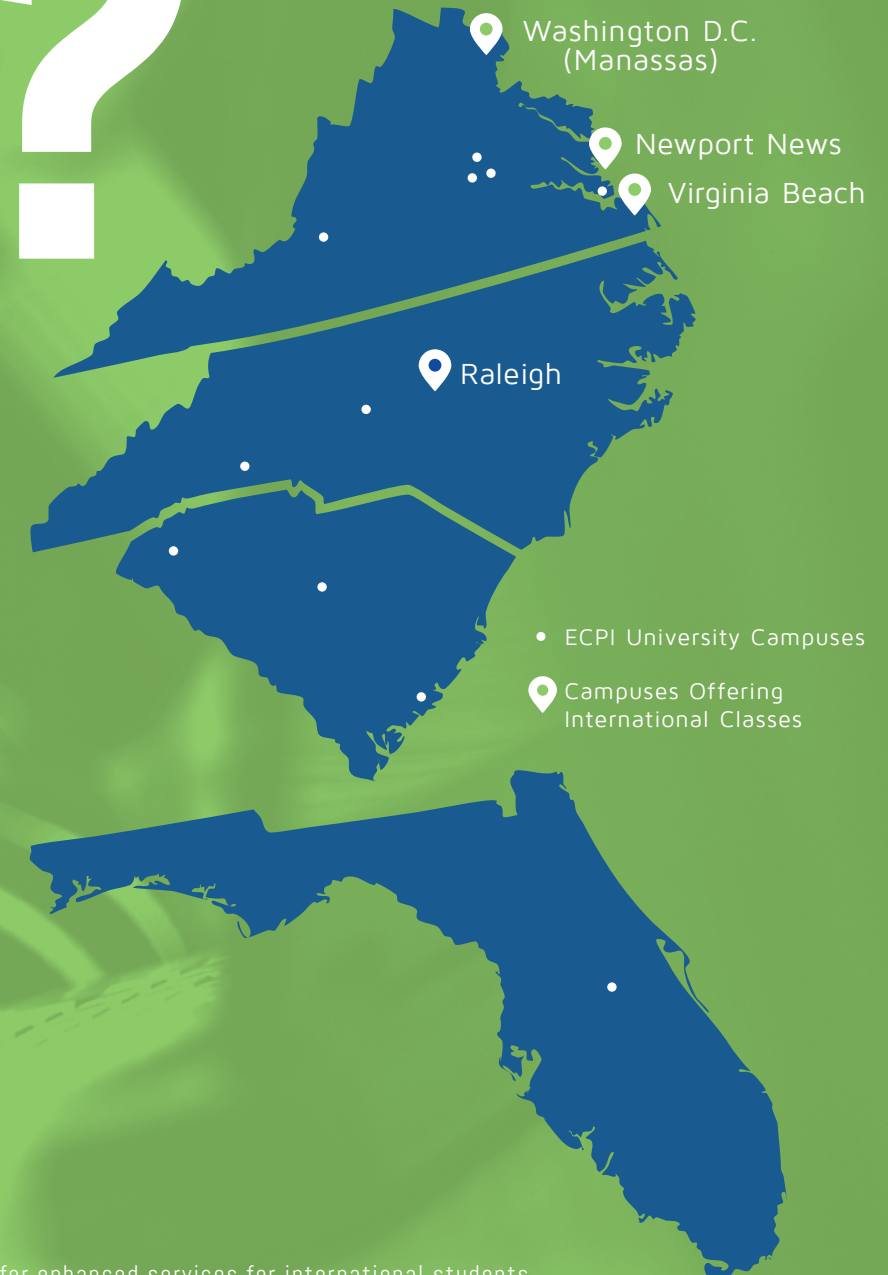 ?
Washington D.C.
(Manassas)
Newport News
Virginia Beach
Raleigh
ECPI University Campuses
Campuses Offering
International Classes
for enhanced services for international students